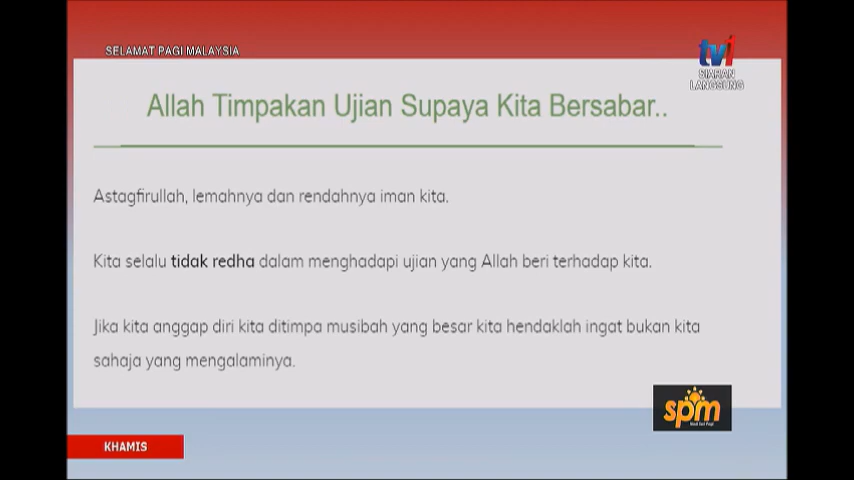 SELAMAT PAGI MALAYSIA
tv1
SIARAN
LANGSUNG
Allah Timpakan Ujian Supaya Kita Bersabar..
Astagfirullah, lemahnya dan rendahnya iman kita.
Kita selalu tidak redha dalam menghadapi ujian yang Allah beri terhadap kita.
Jika kita anggap diri kita ditimpa musibah yang besar kita hendaklah ingat bukan kita
sahaja yang mengalaminya.
spm
KHAMIS